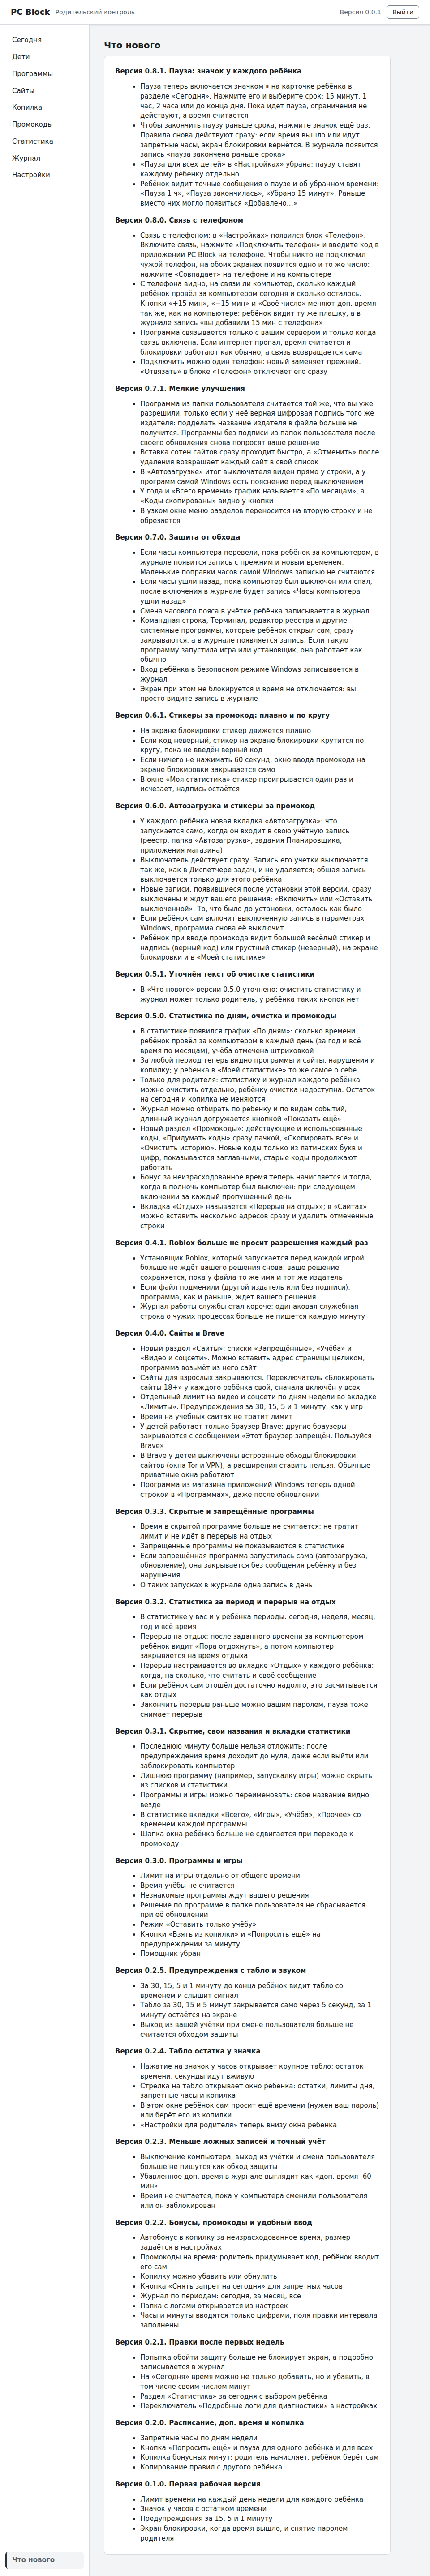 PC Block Родительский контроль
Версия 0.0.1
Выйти
Сегодня
Дети
Программы
Сайты
Копилка
Промокоды
Статистика
Журнал
Настройки
Что нового
Что нового
Версия 0.8.1. Пауза: значок у каждого ребёнка
Пауза теперь включается значком ⏸ на карточке ребёнка в
разделе «Сегодня». Нажмите его и выберите срок: 15 минут, 1
час, 2 часа или до конца дня. Пока идёт пауза, ограничения не
действуют, а время считается
Чтобы закончить паузу раньше срока, нажмите значок ещё раз.
Правила снова действуют сразу: если время вышло или идут
запретные часы, экран блокировки вернётся. В журнале появится
запись «пауза закончена раньше срока»
«Пауза для всех детей» в «Настройках» убрана: паузу ставят
каждому ребёнку отдельно
Ребёнок видит точные сообщения о паузе и об убранном времени:
«Пауза 1 ч», «Пауза закончилась», «Убрано 15 минут». Раньше
вместо них могло появиться «Добавлено…»
Версия 0.8.0. Связь с телефоном
Связь с телефоном: в «Настройках» появился блок «Телефон».
Включите связь, нажмите «Подключить телефон» и введите код в
приложении PC Block на телефоне. Чтобы никто не подключил
чужой телефон, на обоих экранах появится одно и то же число:
нажмите «Совпадает» на телефоне и на компьютере
С телефона видно, на связи ли компьютер, сколько каждый
ребёнок провёл за компьютером сегодня и сколько осталось.
Кнопки «+15 мин», «−15 мин» и «Своё число» меняют доп. время
так же, как на компьютере: ребёнок видит ту же плашку, а в
журнале запись «вы добавили 15 мин с телефона»
Программа связывается только с вашим сервером и только когда
связь включена. Если интернет пропал, время считается и
блокировки работают как обычно, а связь возвращается сама
Подключить можно один телефон: новый заменяет прежний.
«Отвязать» в блоке «Телефон» отключает его сразу
Версия 0.7.1. Мелкие улучшения
Программа из папки пользователя считается той же, что вы уже
разрешили, только если у неё верная цифровая подпись того же
издателя: подделать название издателя в файле больше не
получится. Программы без подписи из папок пользователя после
своего обновления снова попросят ваше решение
Вставка сотен сайтов сразу проходит быстро, а «Отменить» после
удаления возвращает каждый сайт в свой список
В «Автозагрузке» итог выключателя виден прямо у строки, а у
программ самой Windows есть пояснение перед выключением
У года и «Всего времени» график называется «По месяцам», а
«Коды скопированы» видно у кнопки
В узком окне меню разделов переносится на вторую строку и не
обрезается
Версия 0.7.0. Защита от обхода
Если часы компьютера перевели, пока ребёнок за компьютером, в
журнале появится запись с прежним и новым временем.
Маленькие поправки часов самой Windows записью не считаются
Если часы ушли назад, пока компьютер был выключен или спал,
после включения в журнале будет запись «Часы компьютера
ушли назад»
Смена часового пояса в учётке ребёнка записывается в журнал
Командная строка, Терминал, редактор реестра и другие
системные программы, которые ребёнок открыл сам, сразу
закрываются, а в журнале появляется запись. Если такую
программу запустила игра или установщик, она работает как
обычно
Вход ребёнка в безопасном режиме Windows записывается в
журнал
Экран при этом не блокируется и время не отключается: вы
просто видите запись в журнале
Версия 0.6.1. Стикеры за промокод: плавно и по кругу
На экране блокировки стикер движется плавно
Если код неверный, стикер на экране блокировки крутится по
кругу, пока не введён верный код
Если ничего не нажимать 60 секунд, окно ввода промокода на
экране блокировки закрывается само
В окне «Моя статистика» стикер проигрывается один раз и
исчезает, надпись остаётся
Версия 0.6.0. Автозагрузка и стикеры за промокод
У каждого ребёнка новая вкладка «Автозагрузка»: что
запускается само, когда он входит в свою учётную запись
(реестр, папка «Автозагрузка», задания Планировщика,
приложения магазина)
Выключатель действует сразу. Запись его учётки выключается
так же, как в Диспетчере задач, и не удаляется; общая запись
выключается только для этого ребёнка
Новые записи, появившиеся после установки этой версии, сразу
выключены и ждут вашего решения: «Включить» или «Оставить
выключенной». То, что было до установки, осталось как было
Если ребёнок сам включит выключенную запись в параметрах
Windows, программа снова её выключит
Ребёнок при вводе промокода видит большой весёлый стикер и
надпись (верный код) или грустный стикер (неверный); на экране
блокировки и в «Моей статистике»
Версия 0.5.1. Уточнён текст об очистке статистики
В «Что нового» версии 0.5.0 уточнено: очистить статистику и
журнал может только родитель, у ребёнка таких кнопок нет
Версия 0.5.0. Статистика по дням, очистка и промокоды
В статистике появился график «По дням»: сколько времени
ребёнок провёл за компьютером в каждый день (за год и всё
время по месяцам), учёба отмечена штриховкой
За любой период теперь видно программы и сайты, нарушения и
копилку; у ребёнка в «Моей статистике» то же самое о себе
Только для родителя: статистику и журнал каждого ребёнка
можно очистить отдельно, ребёнку очистка недоступна. Остаток
на сегодня и копилка не меняются
Журнал можно отбирать по ребёнку и по видам событий,
длинный журнал догружается кнопкой «Показать ещё»
Новый раздел «Промокоды»: действующие и использованные
коды, «Придумать коды» сразу пачкой, «Скопировать все» и
«Очистить историю». Новые коды только из латинских букв и
цифр, показываются заглавными, старые коды продолжают
работать
Бонус за неизрасходованное время теперь начисляется и тогда,
когда в полночь компьютер был выключен: при следующем
включении за каждый пропущенный день
Вкладка «Отдых» называется «Перерыв на отдых»; в «Сайтах»
можно вставить несколько адресов сразу и удалить отмеченные
строки
Версия 0.4.1. Roblox больше не просит разрешения каждый раз
Установщик Roblox, который запускается перед каждой игрой,
больше не ждёт вашего решения снова: ваше решение
сохраняется, пока у файла то же имя и тот же издатель
Если файл подменили (другой издатель или без подписи),
программа, как и раньше, ждёт вашего решения
Журнал работы службы стал короче: одинаковая служебная
строка о чужих процессах больше не пишется каждую минуту
Версия 0.4.0. Сайты и Brave
Новый раздел «Сайты»: списки «Запрещённые», «Учёба» и
«Видео и соцсети». Можно вставить адрес страницы целиком,
программа возьмёт из него сайт
Сайты для взрослых закрываются. Переключатель «Блокировать
сайты 18+» у каждого ребёнка свой, сначала включён у всех
Отдельный лимит на видео и соцсети по дням недели во вкладке
«Лимиты». Предупреждения за 30, 15, 5 и 1 минуту, как у игр
Время на учебных сайтах не тратит лимит
У детей работает только браузер Brave: другие браузеры
закрываются с сообщением «Этот браузер запрещён. Пользуйся
Brave»
В Brave у детей выключены встроенные обходы блокировки
сайтов (окна Tor и VPN), а расширения ставить нельзя. Обычные
приватные окна работают
Программа из магазина приложений Windows теперь одной
строкой в «Программах», даже после обновлений
Версия 0.3.3. Скрытые и запрещённые программы
Время в скрытой программе больше не считается: не тратит
лимит и не идёт в перерыв на отдых
Запрещённые программы не показываются в статистике
Если запрещённая программа запустилась сама (автозагрузка,
обновление), она закрывается без сообщения ребёнку и без
нарушения
О таких запусках в журнале одна запись в день
Версия 0.3.2. Статистика за период и перерыв на отдых
В статистике у вас и у ребёнка периоды: сегодня, неделя, месяц,
год и всё время
Перерыв на отдых: после заданного времени за компьютером
ребёнок видит «Пора отдохнуть», а потом компьютер
закрывается на время отдыха
Перерыв настраивается во вкладке «Отдых» у каждого ребёнка:
когда, на сколько, что считать и своё сообщение
Если ребёнок сам отошёл достаточно надолго, это засчитывается
как отдых
Закончить перерыв раньше можно вашим паролем, пауза тоже
снимает перерыв
Версия 0.3.1. Скрытие, свои названия и вкладки статистики
Последнюю минуту больше нельзя отложить: после
предупреждения время доходит до нуля, даже если выйти или
заблокировать компьютер
Лишнюю программу (например, запускалку игры) можно скрыть
из списков и статистики
Программы и игры можно переименовать: своё название видно
везде
В статистике вкладки «Всего», «Игры», «Учёба», «Прочее» со
временем каждой программы
Шапка окна ребёнка больше не сдвигается при переходе к
промокоду
Версия 0.3.0. Программы и игры
Лимит на игры отдельно от общего времени
Время учёбы не считается
Незнакомые программы ждут вашего решения
Решение по программе в папке пользователя не сбрасывается
при её обновлении
Режим «Оставить только учёбу»
Кнопки «Взять из копилки» и «Попросить ещё» на
предупреждении за минуту
Помощник убран
Версия 0.2.5. Предупреждения с табло и звуком
За 30, 15, 5 и 1 минуту до конца ребёнок видит табло со
временем и слышит сигнал
Табло за 30, 15 и 5 минут закрывается само через 5 секунд, за 1
минуту остаётся на экране
Выход из вашей учётки при смене пользователя больше не
считается обходом защиты
Версия 0.2.4. Табло остатка у значка
Нажатие на значок у часов открывает крупное табло: остаток
времени, секунды идут вживую
Стрелка на табло открывает окно ребёнка: остатки, лимиты дня,
запретные часы и копилка
В этом окне ребёнок сам просит ещё времени (нужен ваш пароль)
или берёт его из копилки
«Настройки для родителя» теперь внизу окна ребёнка
Версия 0.2.3. Меньше ложных записей и точный учёт
Выключение компьютера, выход из учётки и смена пользователя
больше не пишутся как обход защиты
Убавленное доп. время в журнале выглядит как «доп. время -60
мин»
Время не считается, пока у компьютера сменили пользователя
или он заблокирован
Версия 0.2.2. Бонусы, промокоды и удобный ввод
Автобонус в копилку за неизрасходованное время, размер
задаётся в настройках
Промокоды на время: родитель придумывает код, ребёнок вводит
его сам
Копилку можно убавить или обнулить
Кнопка «Снять запрет на сегодня» для запретных часов
Журнал по периодам: сегодня, за месяц, всё
Папка с логами открывается из настроек
Часы и минуты вводятся только цифрами, поля правки интервала
заполнены
Версия 0.2.1. Правки после первых недель
Попытка обойти защиту больше не блокирует экран, а подробно
записывается в журнал
На «Сегодня» время можно не только добавить, но и убавить, в
том числе своим числом минут
Раздел «Статистика» за сегодня с выбором ребёнка
Переключатель «Подробные логи для диагностики» в настройках
Версия 0.2.0. Расписание, доп. время и копилка
Запретные часы по дням недели
Кнопка «Попросить ещё» и пауза для одного ребёнка и для всех
Копилка бонусных минут: родитель начисляет, ребёнок берёт сам
Копирование правил с другого ребёнка
Версия 0.1.0. Первая рабочая версия
Лимит времени на каждый день недели для каждого ребёнка
Значок у часов с остатком времени
Предупреждения за 15, 5 и 1 минуту
Экран блокировки, когда время вышло, и снятие паролем
родителя